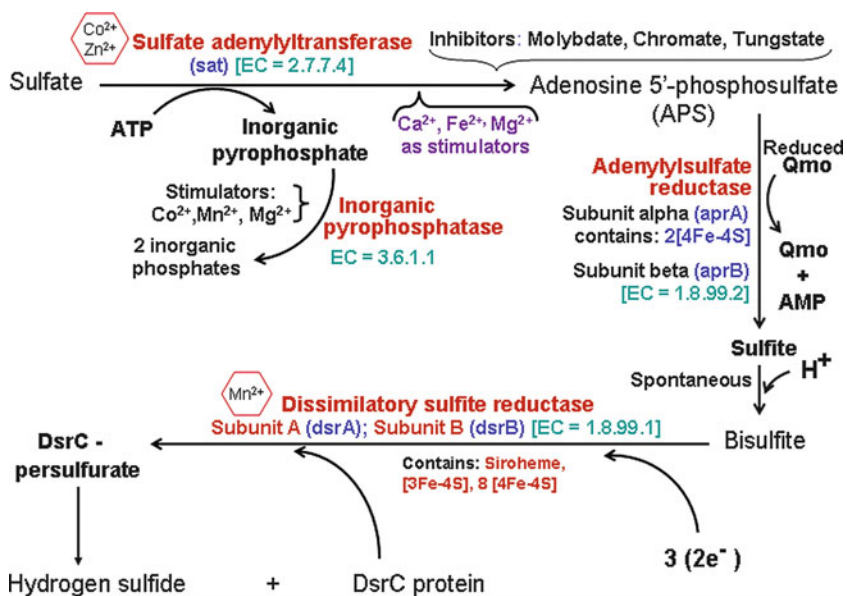 Co²⁺
Zn²⁺
Sulfate adenylyltransferase
(sat) [EC = 2.7.7.4]
Inhibitors: Molybdate, Chromate, Tungstate
Sulfate
Adenosine 5'-phosphosulfate
(APS)
ATP
Inorganic
pyrophosphate
Ca²⁺, Fe²⁺, Mg²⁺
as stimulators
Reduced
Qmo
Adenylylsulfate
reductase
Stimulators:
Co²⁺,Mn²⁺, Mg²⁺
Inorganic
pyrophosphatase
Subunit alpha (aprA)
contains: 2[4Fe-4S]
2 inorganic
phosphates
EC = 3.6.1.1
Subunit beta (aprB)
[EC = 1.8.99.2]
Qmo
+
AMP
Sulfite
H⁺
Spontaneous
Mn²⁺
Dissimilatory sulfite reductase
Subunit A (dsrA); Subunit B (dsrB) [EC = 1.8.99.1]
Bisulfite
DsrC -
persulfurate
Contains: Siroheme,
[3Fe-4S], 8 [4Fe-4S]
3 (2e⁻)
Hydrogen sulfide + DsrC protein